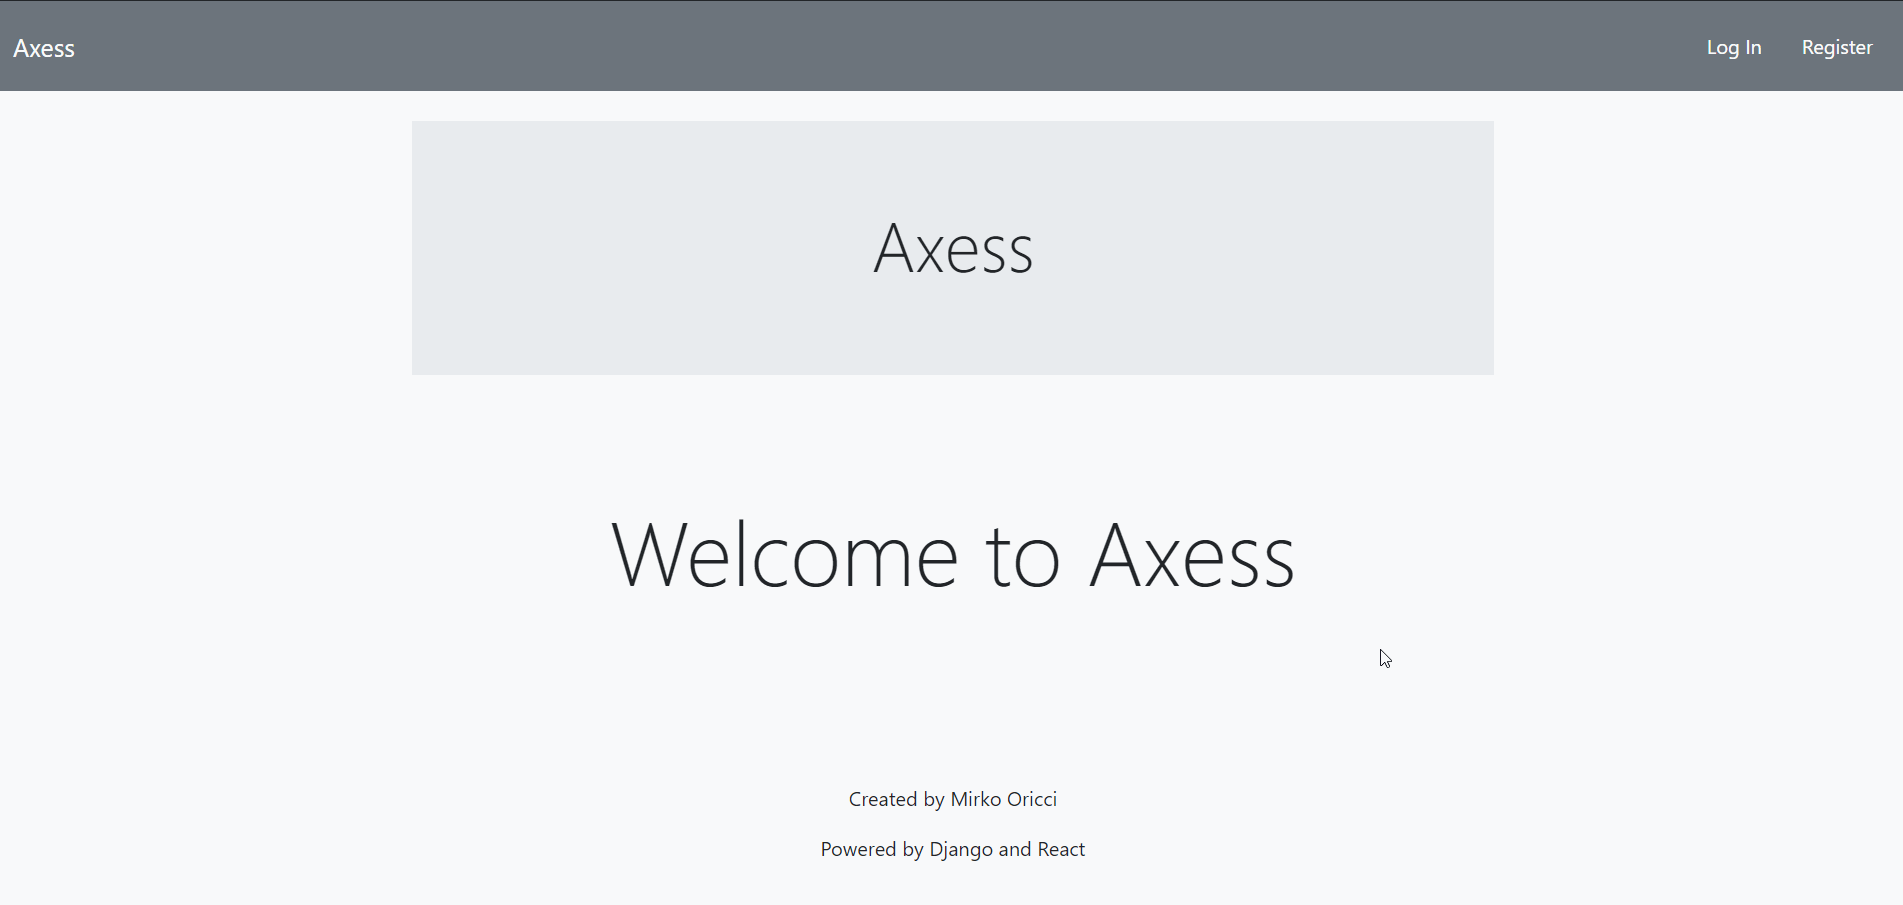 Axess
Log In
Register
Axess
Welcome to Axess
Created by Mirko Oricci
Powered by Django and React